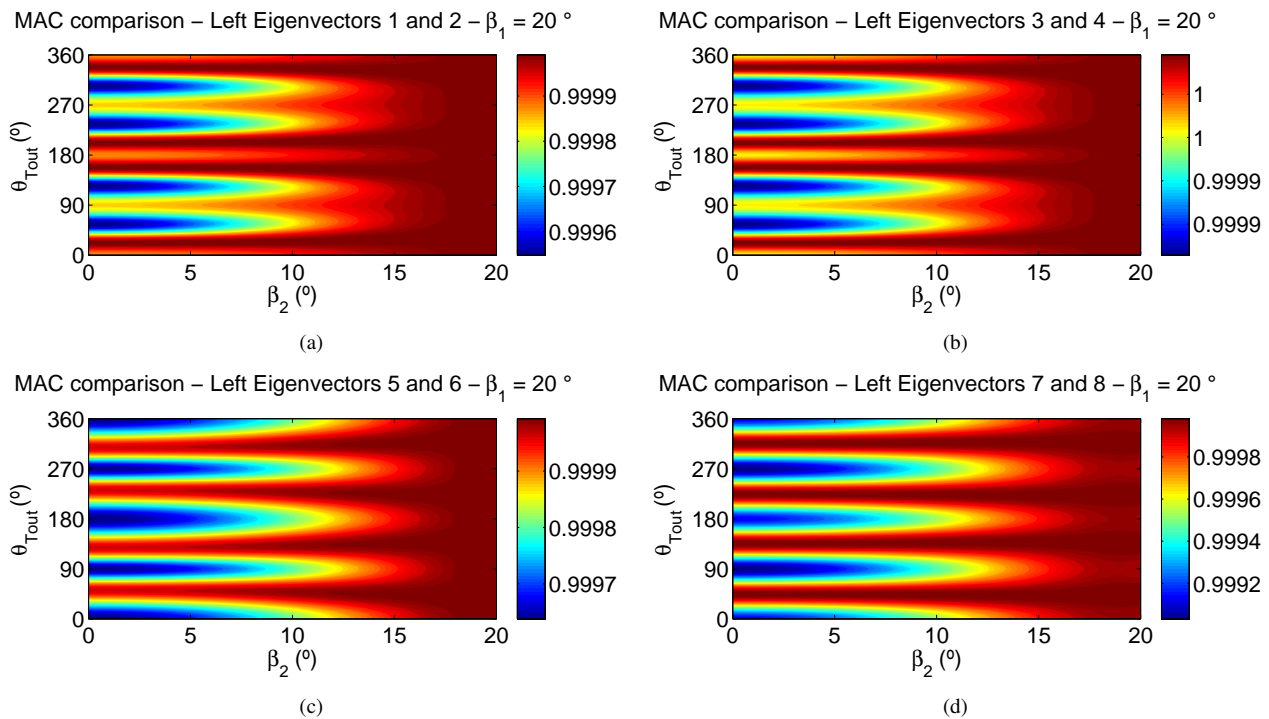 MAC comparison – Left Eigenvectors 1 and 2 – β1 = 20 °
360
270
180
90
0
θTout (º)
0 5 10 15 20
β2 (º)
0.9999
0.9998
0.9997
0.9996
(a)
MAC comparison – Left Eigenvectors 3 and 4 – β1 = 20 °
360
270
180
90
0
θTout (º)
0 5 10 15 20
β2 (º)
1
1
0.9999
0.9999
(b)
MAC comparison – Left Eigenvectors 5 and 6 – β1 = 20 °
360
270
180
90
0
θTout (º)
0 5 10 15 20
β2 (º)
0.9999
0.9998
0.9997
(c)
MAC comparison – Left Eigenvectors 7 and 8 – β1 = 20 °
360
270
180
90
0
θTout (º)
0 5 10 15 20
β2 (º)
0.9998
0.9996
0.9994
0.9992
(d)